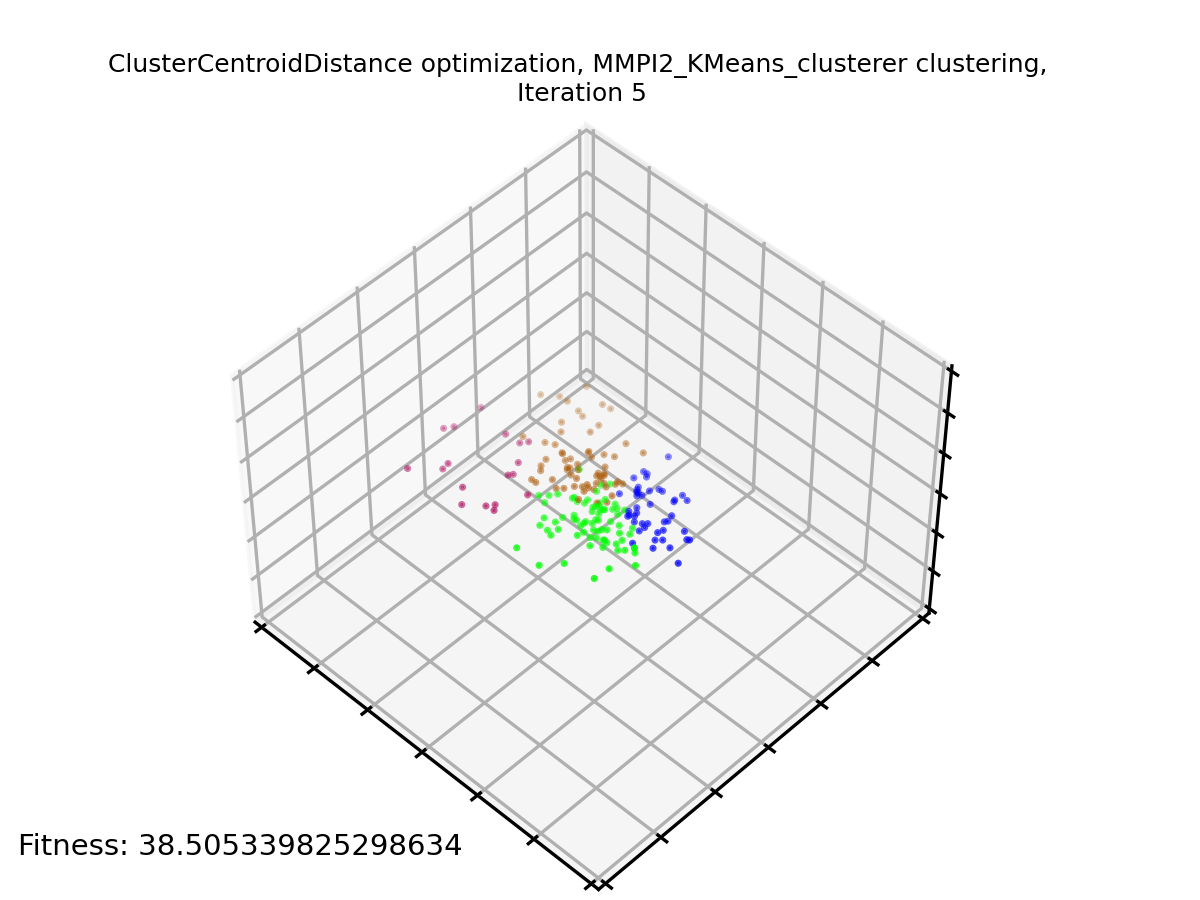 ClusterCentroidDistance optimization, MMPI2_KMeans_clusterer clustering,
Iteration 5
Fitness: 38.505339825298634